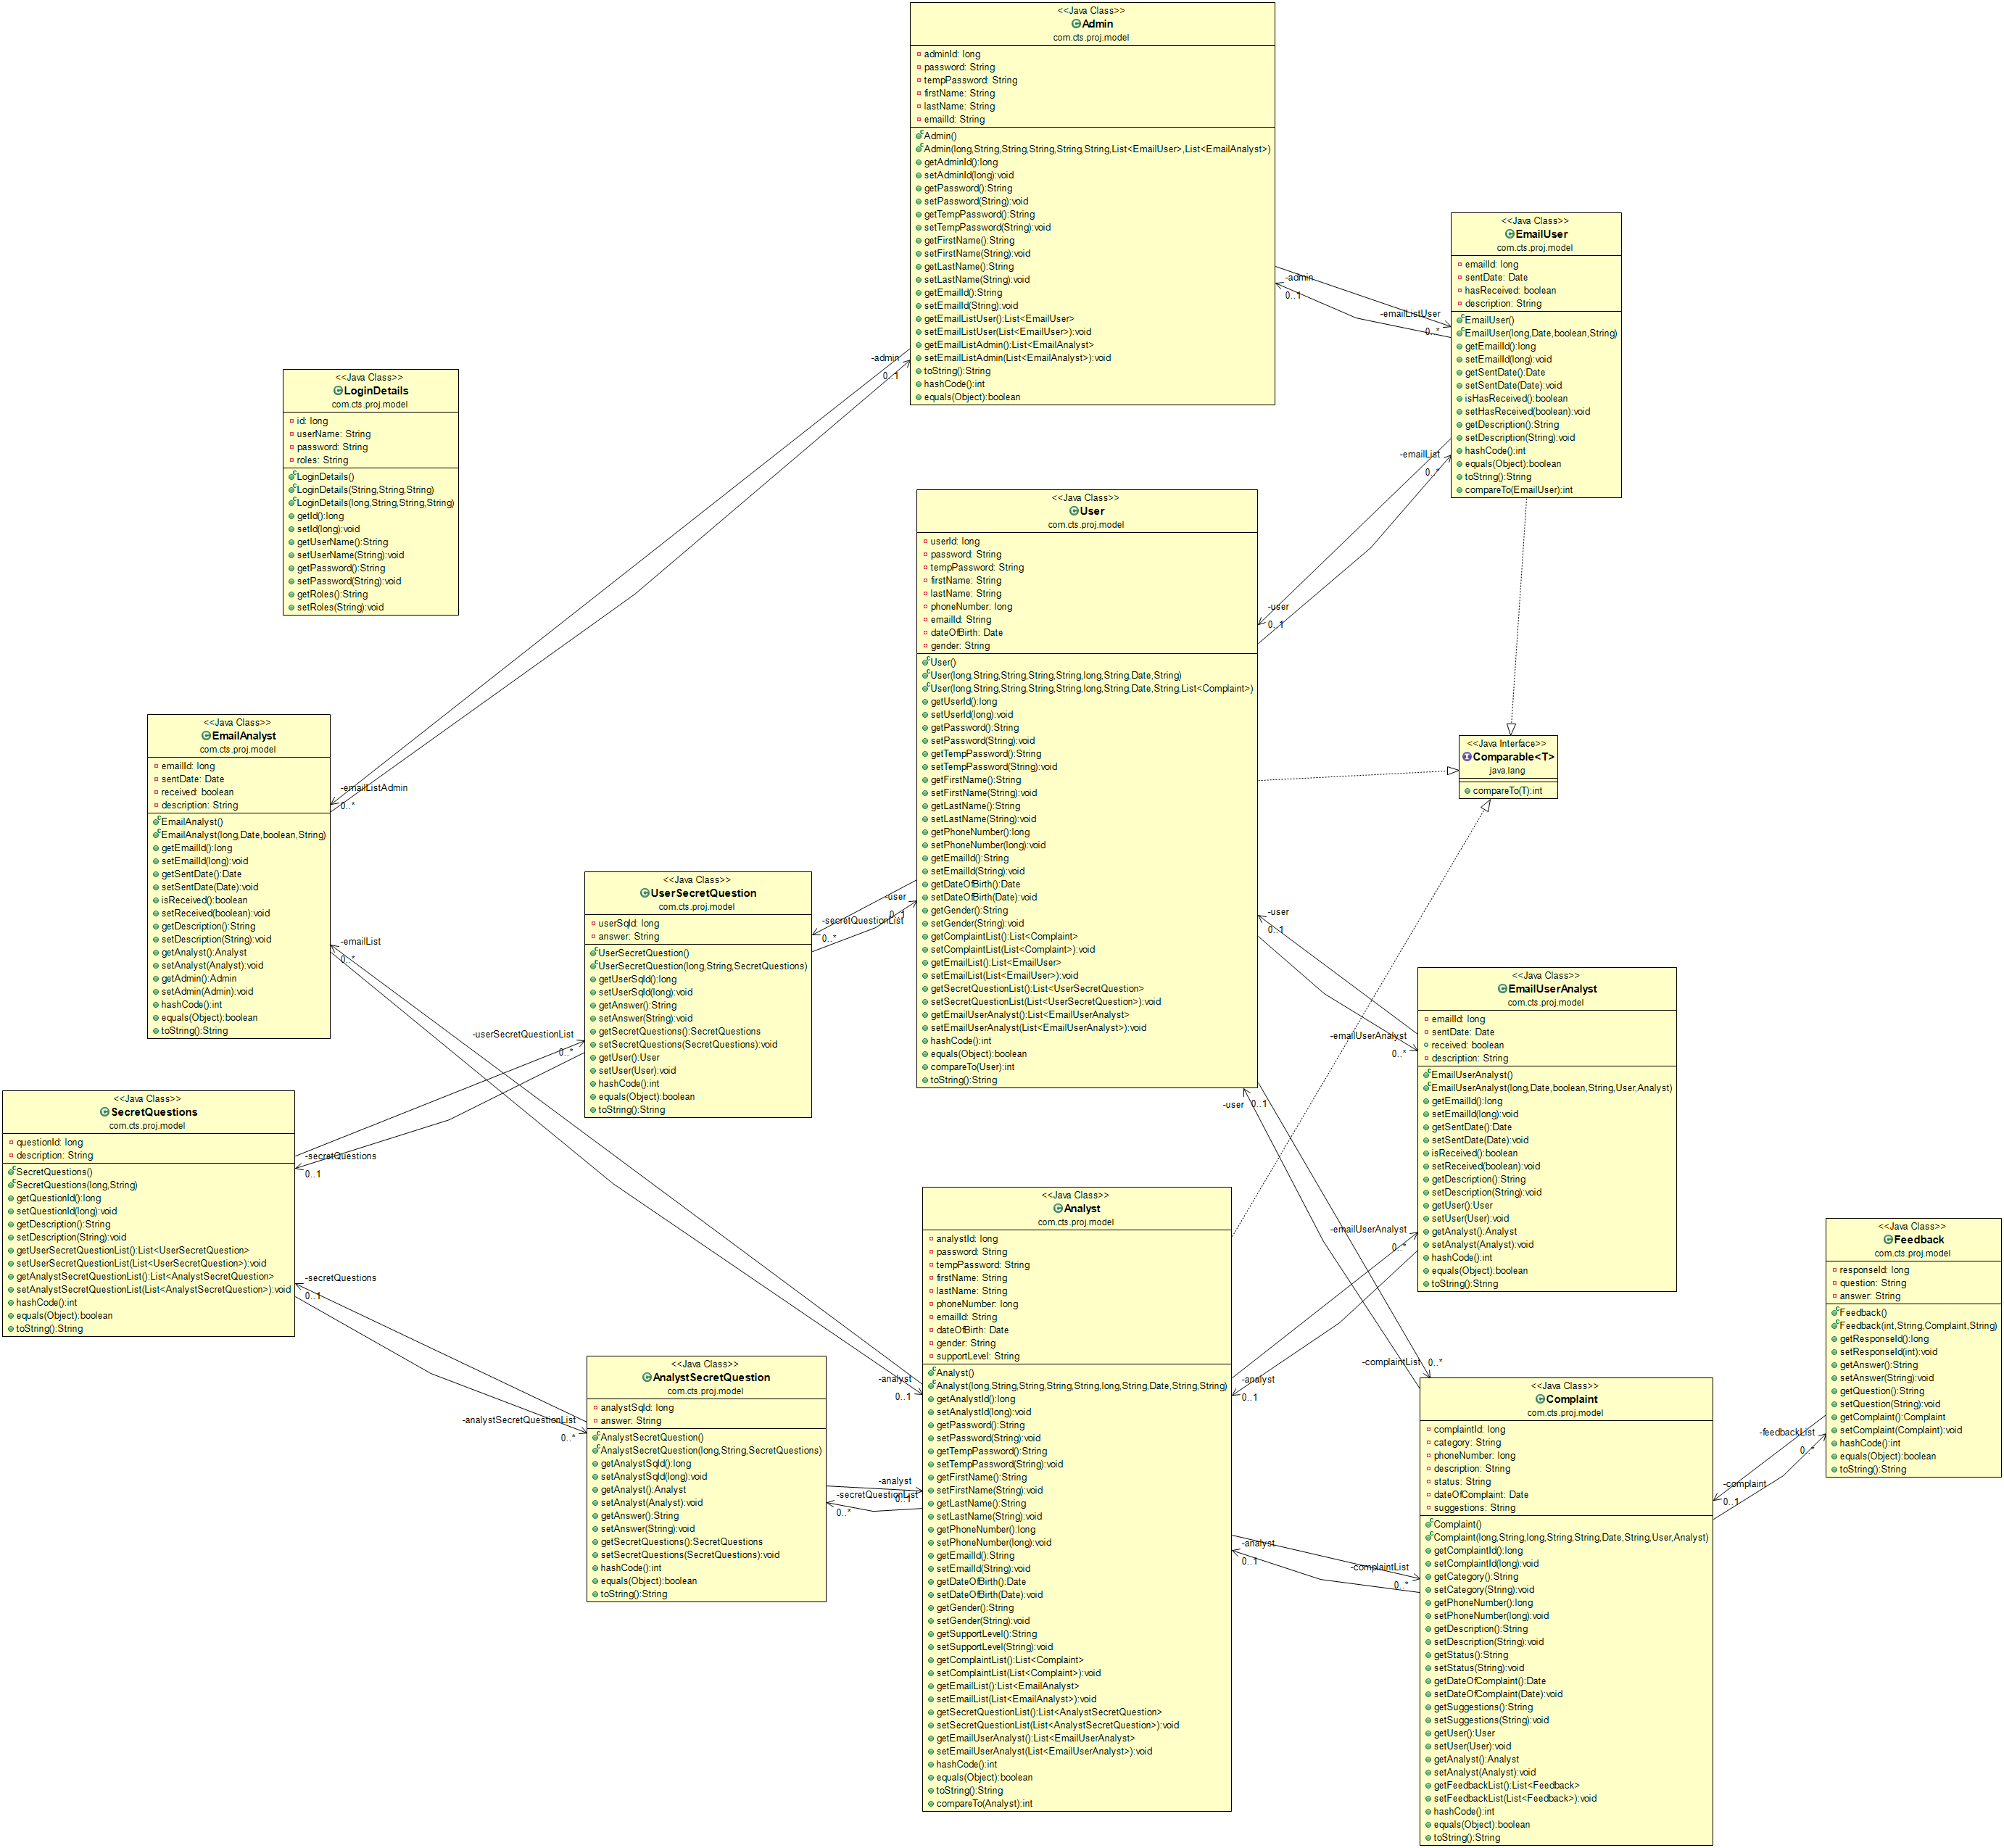 <<Java Class>>
Admin
com.cts.proj.model
adminId: long
password: String
tempPassword: String
firstName: String
lastName: String
emailId: String
Admin()
Admin(long,String,String,String,String,String,List<EmailUser>,List<EmailAnalyst>)
getAdminId():long
setAdminId(long):void
getPassword():String
setPassword(String):void
getTempPassword():String
setTempPassword(String):void
getFirstName():String
setFirstName(String):void
getLastName():String
setLastName(String):void
getEmailId():String
setEmailId(String):void
getEmailListUser():List<EmailUser>
setEmailListUser(List<EmailUser>):void
getEmailListAdmin():List<EmailAnalyst>
setEmailListAdmin(List<EmailAnalyst>):void
toString():String
hashCode():int
equals(Object):boolean
-admin
0..1
-emailListUser
0..*
<<Java Class>>
EmailUser
com.cts.proj.model
emailId: long
sentDate: Date
hasReceived: boolean
description: String
EmailUser()
EmailUser(long,Date,boolean,String)
getEmailId():long
setEmailId(long):void
getSentDate():Date
setSentDate(Date):void
isHasReceived():boolean
setHasReceived(boolean):void
getDescription():String
setDescription(String):void
hashCode():int
equals(Object):boolean
toString():String
compareTo(EmailUser):int
-admin
0..1
<<Java Class>>
LoginDetails
com.cts.proj.model
id: long
userName: String
password: String
roles: String
LoginDetails()
LoginDetails(String,String,String)
LoginDetails(long,String,String,String)
getId():long
setId(long):void
getUserName():String
setUserName(String):void
getPassword():String
setPassword(String):void
getRoles():String
setRoles(String):void
-emailList
0..*
-user
0..1
<<Java Class>>
User
com.cts.proj.model
userId: long
password: String
tempPassword: String
firstName: String
lastName: String
phoneNumber: long
emailId: String
dateOfBirth: Date
gender: String
User()
User(long,String,String,String,String,long,String,Date,String)
User(long,String,String,String,String,long,String,Date,String,List<Complaint>)
getUserId():long
setUserId(long):void
getPassword():String
setPassword(String):void
getTempPassword():String
setTempPassword(String):void
getFirstName():String
setFirstName(String):void
getLastName():String
setLastName(String):void
getPhoneNumber():long
setPhoneNumber(long):void
getEmailId():String
setEmailId(String):void
getDateOfBirth():Date
setDateOfBirth(Date):void
getGender():String
setGender(String):void
getComplaintList():List<Complaint>
setComplaintList(List<Complaint>):void
getEmailList():List<EmailUser>
setEmailList(List<EmailUser>):void
getSecretQuestionList():List<UserSecretQuestion>
setSecretQuestionList(List<UserSecretQuestion>):void
getEmailUserAnalyst():List<EmailUserAnalyst>
setEmailUserAnalyst(List<EmailUserAnalyst>):void
hashCode():int
equals(Object):boolean
compareTo(User):int
toString():String
<<Java Interface>>
Comparable<T>
java.lang
compareTo(T):int
<<Java Class>>
EmailAnalyst
com.cts.proj.model
emailId: long
sentDate: Date
received: boolean
description: String
EmailAnalyst()
EmailAnalyst(long,Date,boolean,String)
getEmailId():long
setEmailId(long):void
getSentDate():Date
setSentDate(Date):void
isReceived():boolean
setReceived(boolean):void
getDescription():String
setDescription(String):void
getAnalyst():Analyst
setAnalyst(Analyst):void
getAdmin():Admin
setAdmin(Admin):void
hashCode():int
equals(Object):boolean
toString():String
-emailListAdmin
0..*
-emailList
0..*
<<Java Class>>
UserSecretQuestion
com.cts.proj.model
userSqId: long
answer: String
UserSecretQuestion()
UserSecretQuestion(long,String,SecretQuestions)
getUserSqId():long
setUserSqId(long):void
getAnswer():String
setAnswer(String):void
getSecretQuestions():SecretQuestions
setSecretQuestions(SecretQuestions):void
getUser():User
setUser(User):void
hashCode():int
equals(Object):boolean
toString():String
-user
0..1
-secretQuestionList
0..*
-userSecretQuestionList
0..*
-user
0..1
-emailUserAnalyst
0..*
<<Java Class>>
EmailUserAnalyst
com.cts.proj.model
emailId: long
sentDate: Date
received: boolean
description: String
EmailUserAnalyst()
EmailUserAnalyst(long,Date,boolean,String,User,Analyst)
getEmailId():long
setEmailId(long):void
getSentDate():Date
setSentDate(Date):void
isReceived():boolean
setReceived(boolean):void
getDescription():String
setDescription(String):void
getUser():User
setUser(User):void
getAnalyst():Analyst
setAnalyst(Analyst):void
hashCode():int
equals(Object):boolean
toString():String
<<Java Class>>
SecretQuestions
com.cts.proj.model
questionId: long
description: String
SecretQuestions()
SecretQuestions(long,String)
getQuestionId():long
setQuestionId(long):void
getDescription():String
setDescription(String):void
getUserSecretQuestionList():List<UserSecretQuestion>
setUserSecretQuestionList(List<UserSecretQuestion>):void
getAnalystSecretQuestionList():List<AnalystSecretQuestion>
setAnalystSecretQuestionList(List<AnalystSecretQuestion>):void
hashCode():int
equals(Object):boolean
toString():String
-secretQuestions
0..1
-secretQuestions
0..1
-user 0..1
<<Java Class>>
Analyst
com.cts.proj.model
analystId: long
password: String
tempPassword: String
firstName: String
lastName: String
phoneNumber: long
emailId: String
dateOfBirth: Date
gender: String
supportLevel: String
Analyst()
Analyst(long,String,String,String,String,long,String,Date,String,String)
getAnalystId():long
setAnalystId(long):void
getPassword():String
setPassword(String):void
getTempPassword():String
setTempPassword(String):void
getFirstName():String
setFirstName(String):void
getLastName():String
setLastName(String):void
getPhoneNumber():long
setPhoneNumber(long):void
getEmailId():String
setEmailId(String):void
getDateOfBirth():Date
setDateOfBirth(Date):void
getGender():String
setGender(String):void
getSupportLevel():String
setSupportLevel(String):void
getComplaintList():List<Complaint>
setComplaintList(List<Complaint>):void
getEmailList():List<EmailAnalyst>
setEmailList(List<EmailAnalyst>):void
getSecretQuestionList():List<AnalystSecretQuestion>
setSecretQuestionList(List<AnalystSecretQuestion>):void
getEmailUserAnalyst():List<EmailUserAnalyst>
setEmailUserAnalyst(List<EmailUserAnalyst>):void
hashCode():int
equals(Object):boolean
toString():String
compareTo(Analyst):int
-emailUserAnalyst
0..*
-analyst
0..1
-complaintList 0..*
<<Java Class>>
Feedback
com.cts.proj.model
responseId: long
question: String
answer: String
Feedback()
Feedback(int,String,Complaint,String)
getResponseId():long
setResponseId(int):void
getAnswer():String
setAnswer(String):void
getQuestion():String
setQuestion(String):void
getComplaint():Complaint
setComplaint(Complaint):void
hashCode():int
equals(Object):boolean
toString():String
<<Java Class>>
AnalystSecretQuestion
com.cts.proj.model
analystSqId: long
answer: String
AnalystSecretQuestion()
AnalystSecretQuestion(long,String,SecretQuestions)
getAnalystSqId():long
setAnalystSqId(long):void
getAnalyst():Analyst
setAnalyst(Analyst):void
getAnswer():String
setAnswer(String):void
getSecretQuestions():SecretQuestions
setSecretQuestions(SecretQuestions):void
hashCode():int
equals(Object):boolean
toString():String
-analystSecretQuestionList
0..*
-analyst
0..1
-analyst
0..1
-secretQuestionList
0..*
<<Java Class>>
Complaint
com.cts.proj.model
complaintId: long
category: String
phoneNumber: long
description: String
status: String
dateOfComplaint: Date
suggestions: String
Complaint()
Complaint(long,String,long,String,String,Date,String,User,Analyst)
getComplaintId():long
setComplaintId(long):void
getCategory():String
setCategory(String):void
getPhoneNumber():long
setPhoneNumber(long):void
getDescription():String
setDescription(String):void
getStatus():String
setStatus(String):void
getDateOfComplaint():Date
setDateOfComplaint(Date):void
getSuggestions():String
setSuggestions(String):void
getUser():User
setUser(User):void
getAnalyst():Analyst
setAnalyst(Analyst):void
getFeedbackList():List<Feedback>
setFeedbackList(List<Feedback>):void
hashCode():int
equals(Object):boolean
toString():String
-feedbackList
0..*
-complaint
0..1
-analyst
0..1
-complaintList
0..*